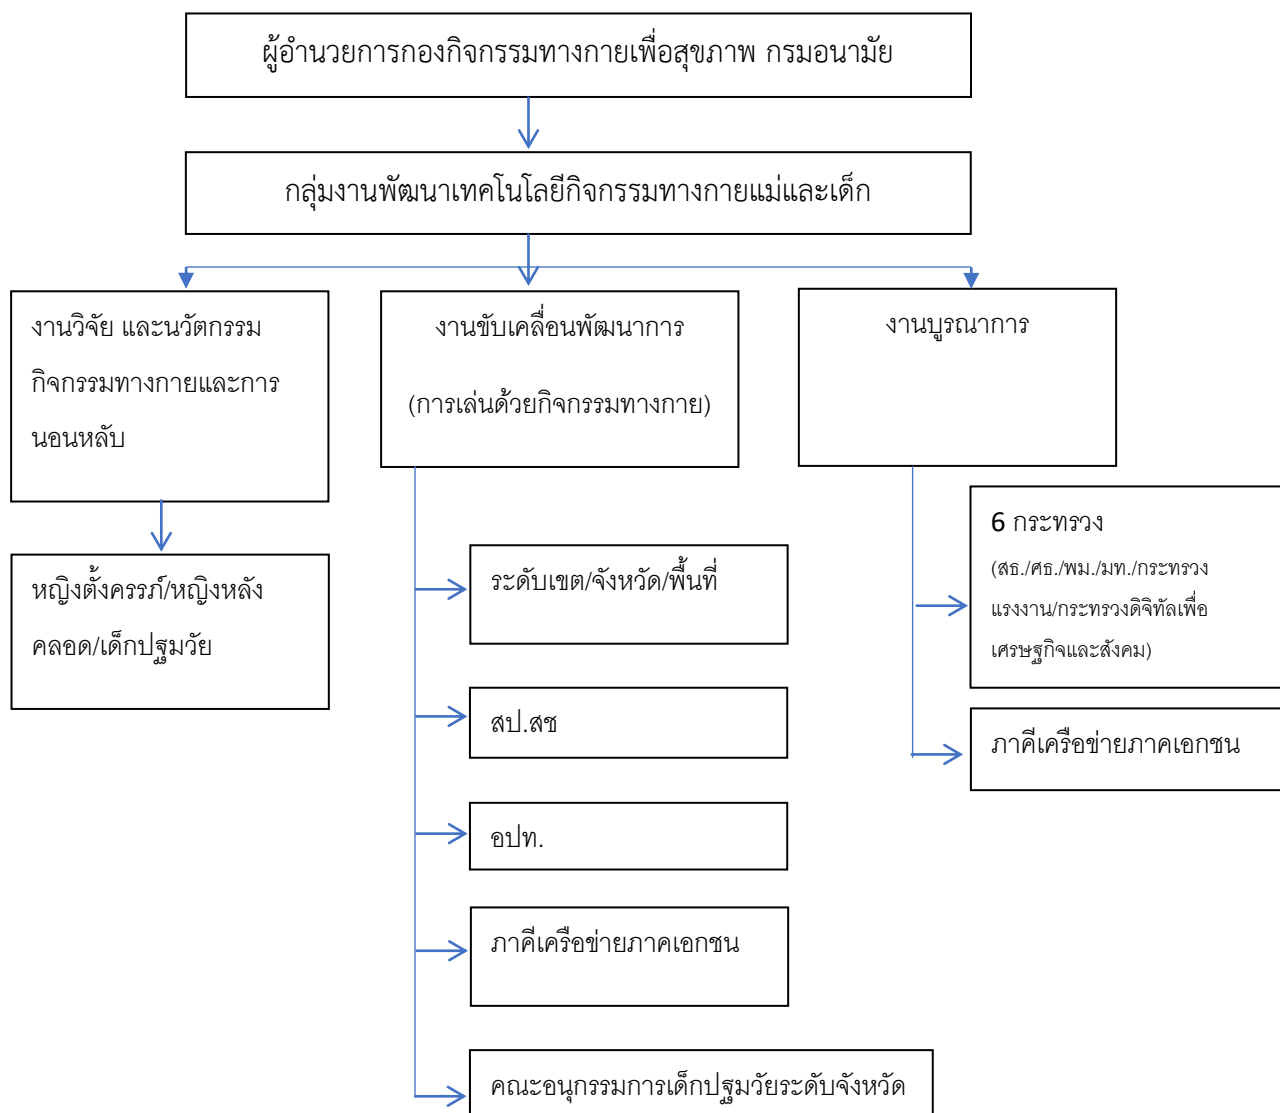 ผู้อำนวยการกองกิจกรรมทางกายเพื่อสุขภาพ กรมอนามัย
กลุ่มงานพัฒนาเทคโนโลยีกิจกรรมทางกายแม่และเด็ก
งานวิจัย และนวัตกรรม
กิจกรรมทางกายและการ
นอนหลับ
หญิงตั้งครรภ์/หญิงหลัง
คลอด/เด็กปฐมวัย
งานขับเคลื่อนพัฒนาการ
(การเล่นด้วยกิจกรรมทางกาย)
ระดับเขต/จังหวัด/พื้นที่
สป.สช
อปท.
ภาคีเครือข่ายภาคเอกชน
คณะอนุกรรมการเด็กปฐมวัยระดับจังหวัด
งานบูรณาการ
6 กระทรวง
(สธ./ศธ./พม./มท./กระทรวง
แรงงาน/กระทรวงดิจิทัลเพื่อ
เศรษฐกิจและสังคม)
ภาคีเครือข่ายภาคเอกชน